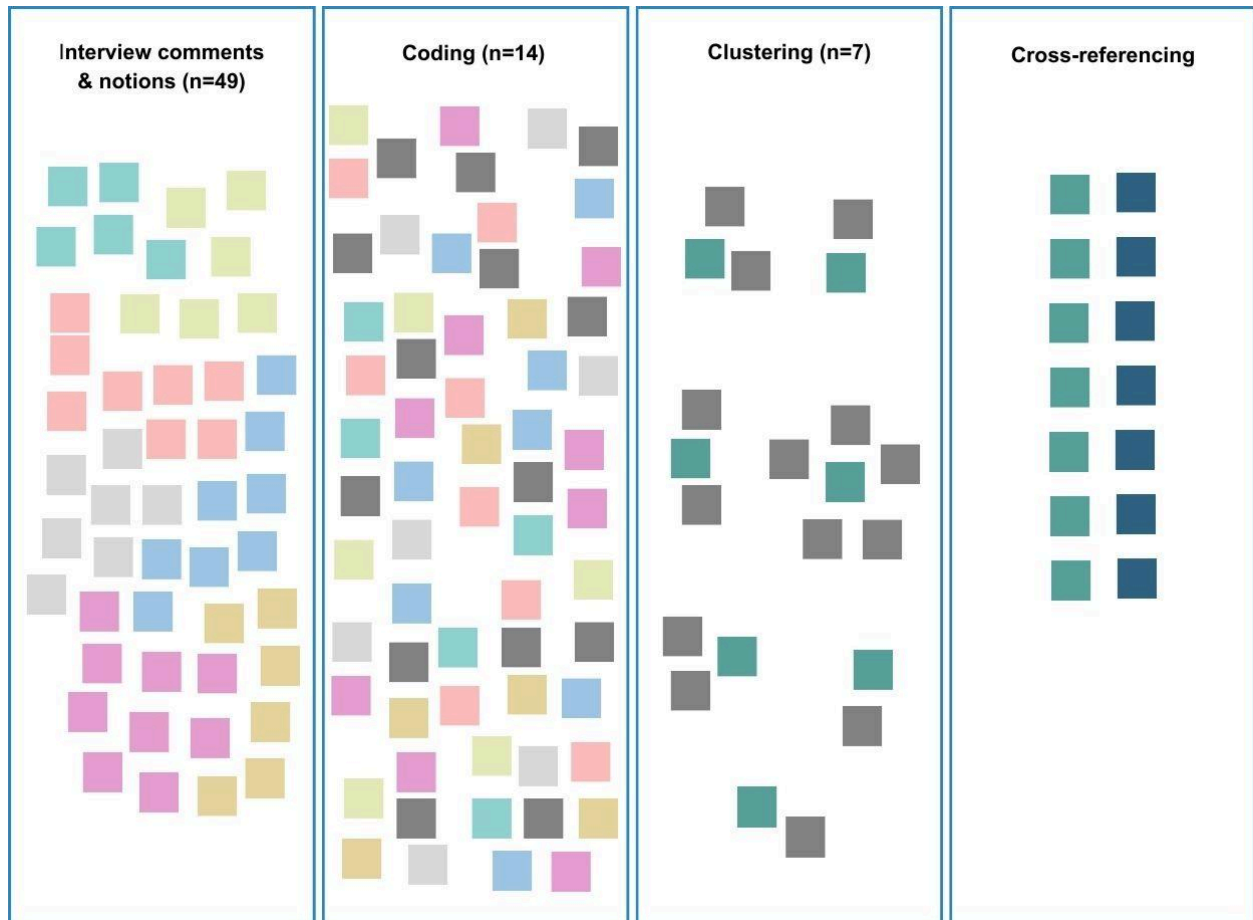 Interview comments
& notions (n=49)
Coding (n=14)
Clustering (n=7)
Cross-referencing